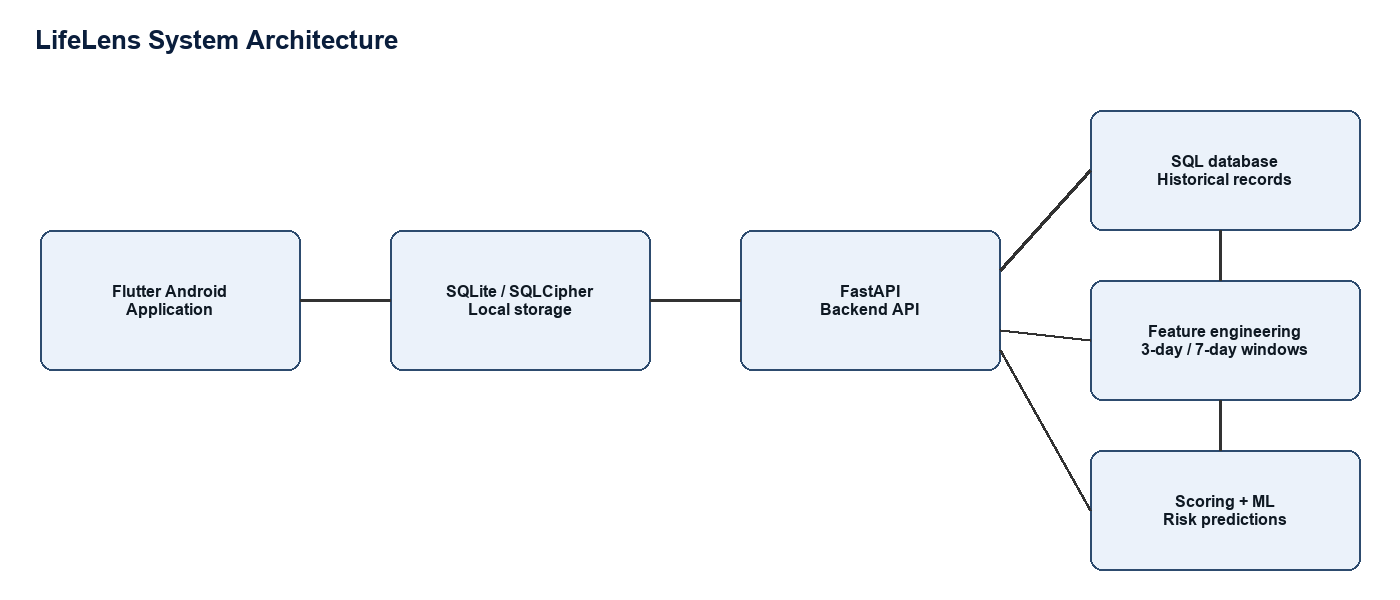 LifeLens System Architecture
Flutter Android
Application
SQLite / SQLCipher
Local storage
FastAPI
Backend API
SQL database
Historical records
Feature engineering
3-day / 7-day windows
Scoring + ML
Risk predictions